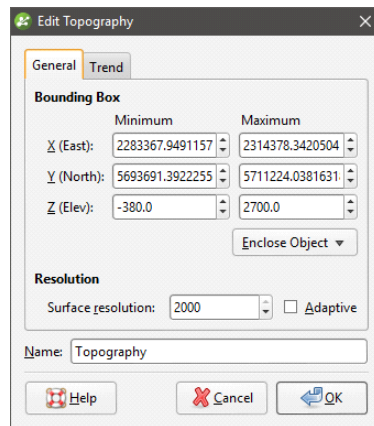 Edit Topography
General Trend
Bounding Box
Minimum Maximum
X (East): 2283367.9491157 2314378.3420504
Y (North): 5693691.3922255 5711224.0381631
Z (Elev): -380.0 2700.0
Enclose Object
Resolution
Surface resolution: 2000 Adaptive
Name: Topography
Help Cancel OK